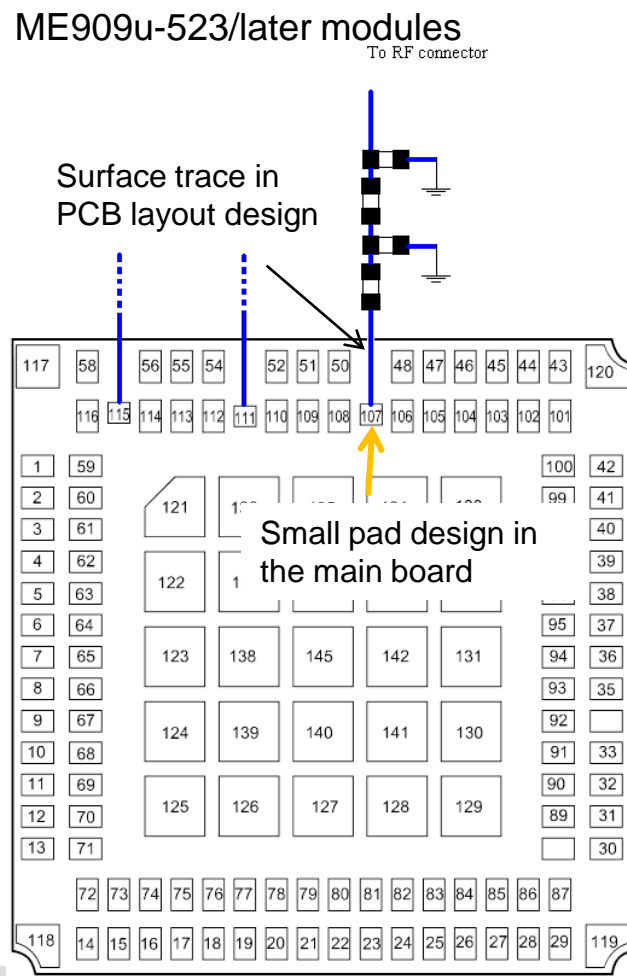 ME909u-523/later modules
To RF connector
Surface trace in
PCB layout design
117 58 56 55 54 52 51 50 48 47 46 45 44 43 120
116 115 114 113 112 111 110 109 108 107 106 105 104 103 102 101
1 59 100 42
2 60 99 41
121
3 61 40
Small pad design in
the main board
4 62 39
122
5 63 38
6 64 95 37
7 65 123 138 145 142 131 94 36
8 66 93 35
9 67 92
124 139 140 141 130
10 68 91 33
11 69 90 32
125 126 127 128 129
12 70 89 31
13 71 30
72 73 74 75 76 77 78 79 80 81 82 83 84 85 86 87
118 14 15 16 17 18 19 20 21 22 23 24 25 26 27 28 29 119